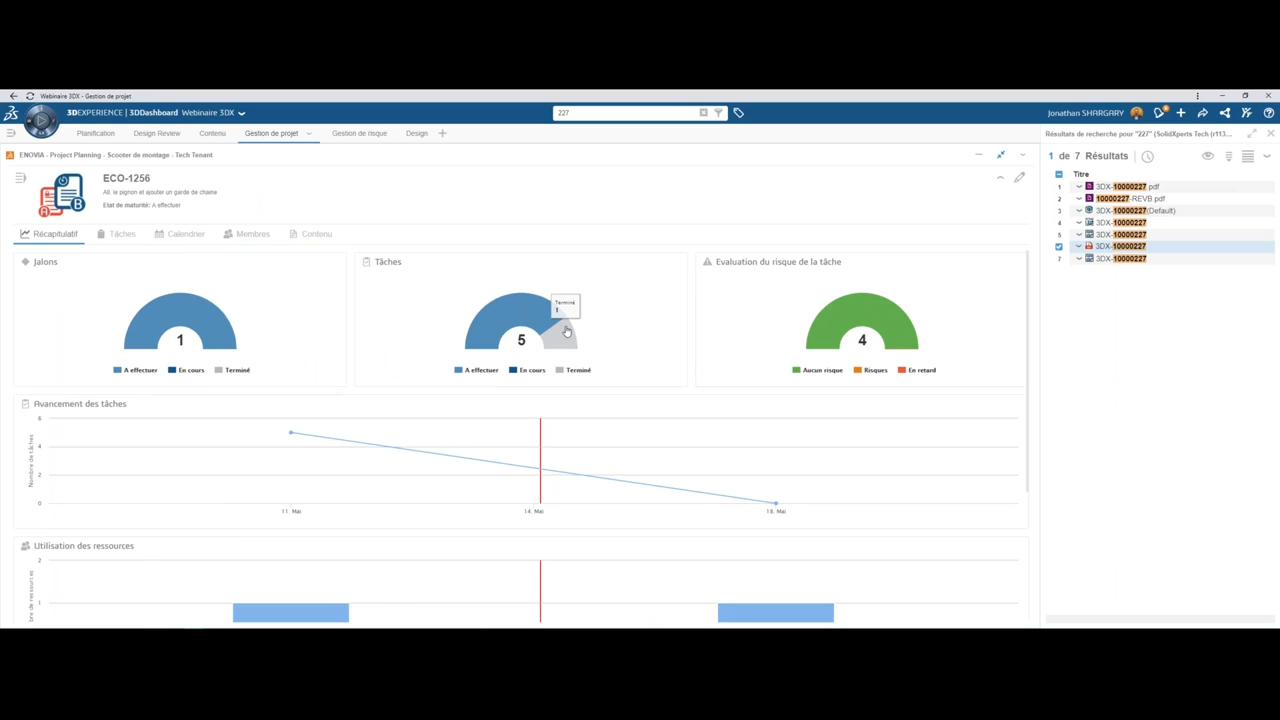 Webinaire 3DX - Gestion de projet
3DEXPERIENCE | 3DDashboard Webinaire 3DX
227
Jonathan SHARGARY
Planification
Design Review
Contenu
Gestion de projet
Gestion de risque
Design
Résultats de recherche pour "227" (SolidXperts Tech (r113...
ENOVIA - Project Planning - Scooter de montage - Tech Tenant
1 de 7 Résultats
ECO-1256
All. le pignon et ajouter un garde de chaine
Etat de maturité: A effectuer
A
B
Titre
1 3DX-10000227.pdf
2 10000227-REVB.pdf
3 3DX-10000227(Default)
4 3DX-10000227
5 3DX-10000227
3DX-10000227
7 3DX-10000227
Récapitulatif
Tâches
Calendrier
Membres
Contenu
Jalons
1
A effectuer
En cours
Terminé
Tâches
Terminé
1
5
A effectuer
En cours
Terminé
Evaluation du risque de la tâche
4
Aucun risque
Risques
En retard
Avancement des tâches
Nombre de tâches
6
4
2
0
11. Mai
14. Mai
18. Mai
Utilisation des ressources
bre de ressources
2
1